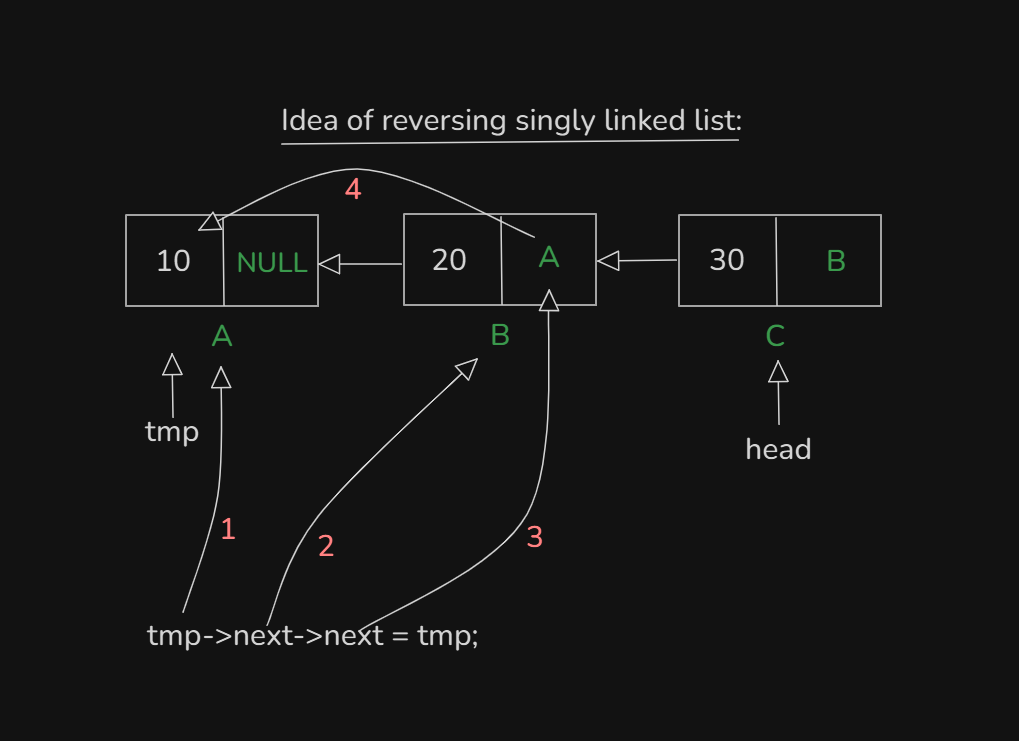 Idea of reversing singly linked list:
4
10 NULL 20 A 30 B
A B C
tmp head
1 2 3
tmp->next->next = tmp;